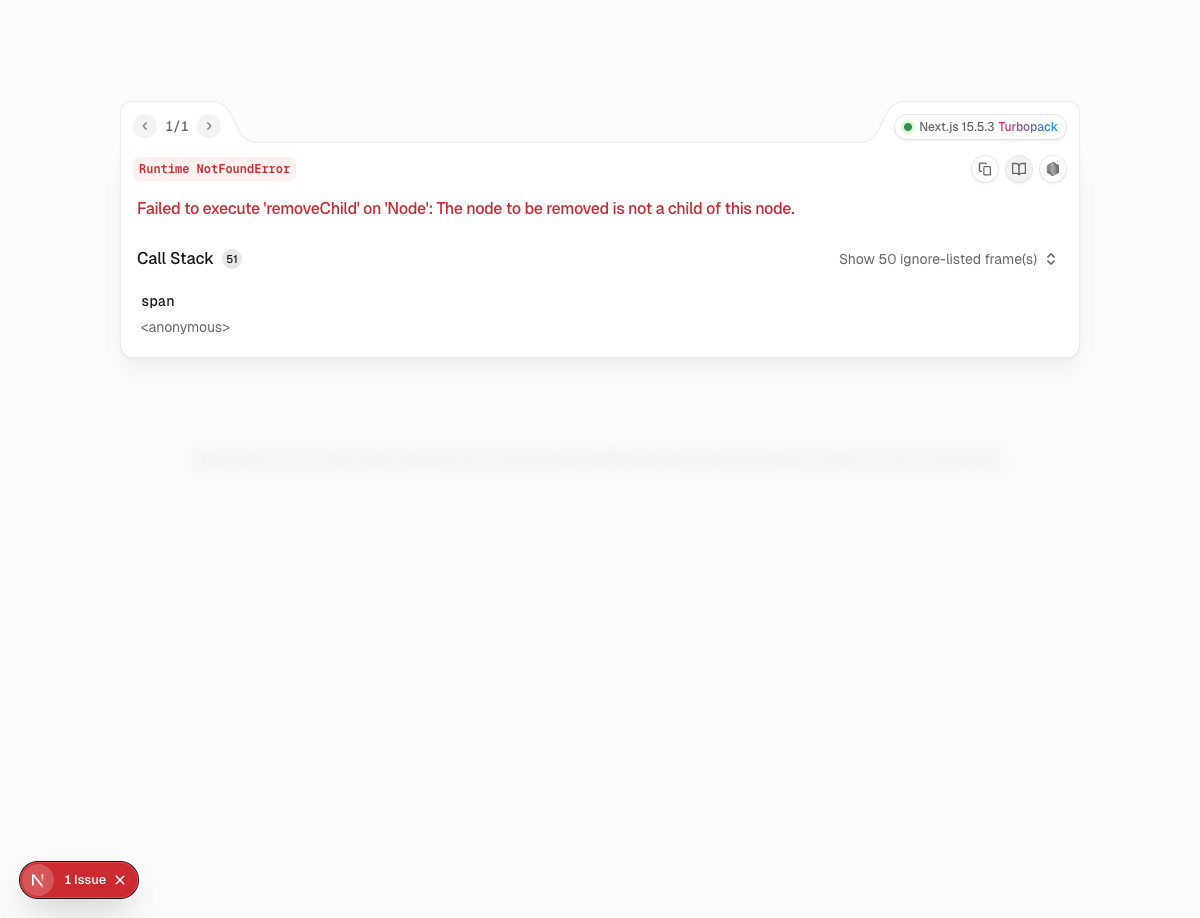 1/1
Next.js 15.5.3 Turbopack
Runtime NotFoundError
Failed to execute 'removeChild' on 'Node': The node to be removed is not a child of this node.
Call Stack 51
Show 50 ignore-listed frame(s)
span
<anonymous>
N 1 Issue